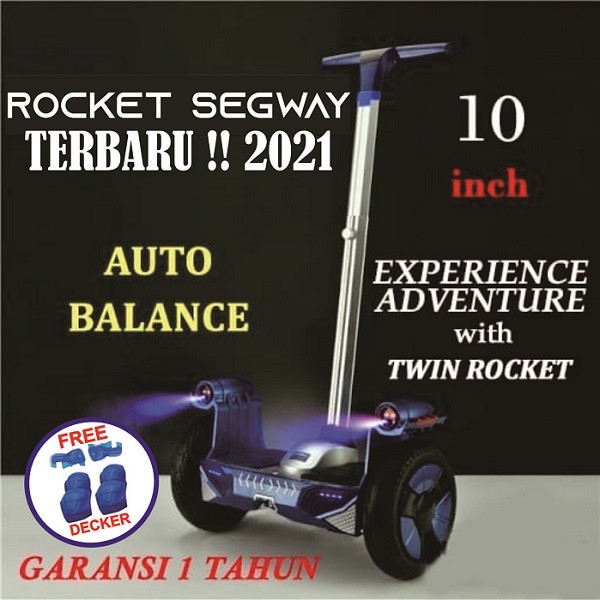 ROCKET SEGWAY
TERBARU !! 2021
10
inch
AUTO
BALANCE
EXPERIENCE
ADVENTURE
with
TWIN ROCKET
FREE
DECKER
GARANSI 1 TAHUN